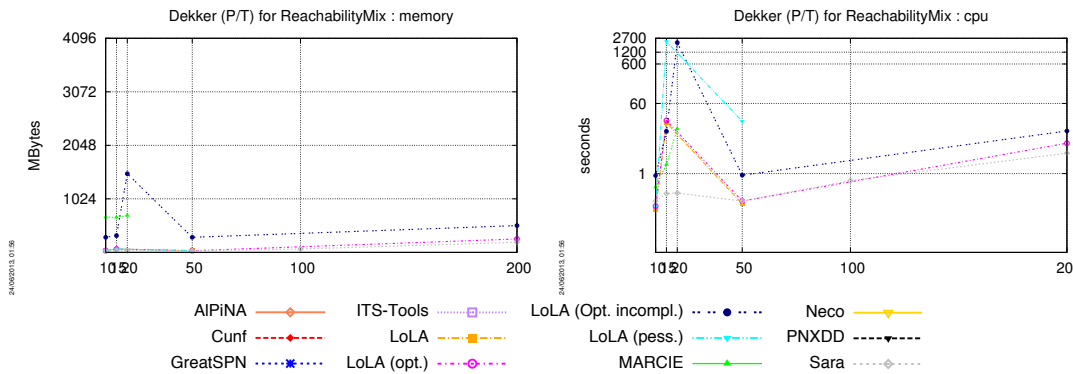 Dekker (P/T) for ReachabilityMix : memory
4096
3072
2048
1024
MBytes
10 15 20 50 100 200
24/06/2013, 01:56
Dekker (P/T) for ReachabilityMix : cpu
2700
1200
600
60
1
seconds
10 15 20 50 100 20
24/06/2013, 01:56
AlPiNA ITS-Tools LoLA (Opt. incompl.) Neco
Cunf LoLA LoLA (pess.) PNXDD
GreatSPN LoLA (opt.) MARCIE Sara